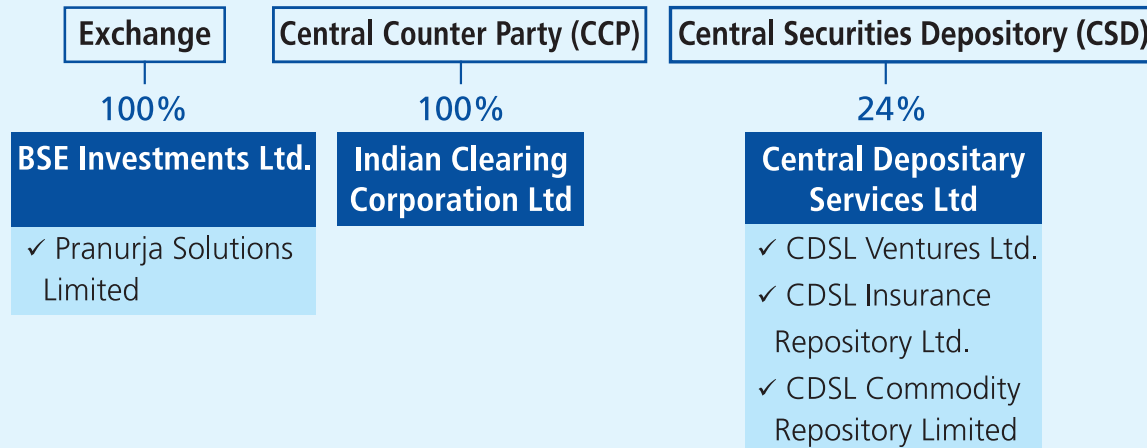 Exchange
100%
BSE Investments Ltd.
✓ Pranurja Solutions
Limited
Central Counter Party (CCP)
100%
Indian Clearing
Corporation Ltd
Central Securities Depository (CSD)
24%
Central Depositary
Services Ltd
✓ CDSL Ventures Ltd.
✓ CDSL Insurance
Repository Ltd.
✓ CDSL Commodity
Repository Limited